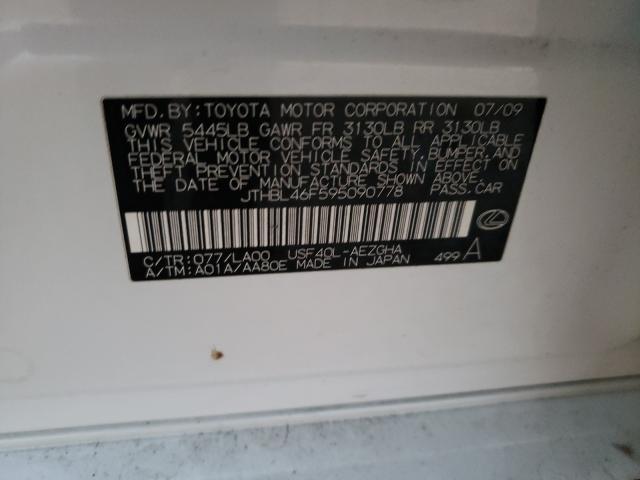 MFD. BY: TOYOTA MOTOR CORPORATION 07/09
GVWR 5445LB GAWR FR 3130LB RR 3130LB
THIS VEHICLE CONFORMS TO ALL APPLICABLE
FEDERAL MOTOR VEHICLE SAFETY, BUMPER, AND
THEFT PREVENTION STANDARDS IN EFFECT ON
THE DATE OF MANUFACTURE SHOWN ABOVE.
JTHBL46F595090778 PASS. CAR
C/TR: 077/LA00 USF40L-AEZGHA
A/TM: A01A/AA80E MADE IN JAPAN 499 A